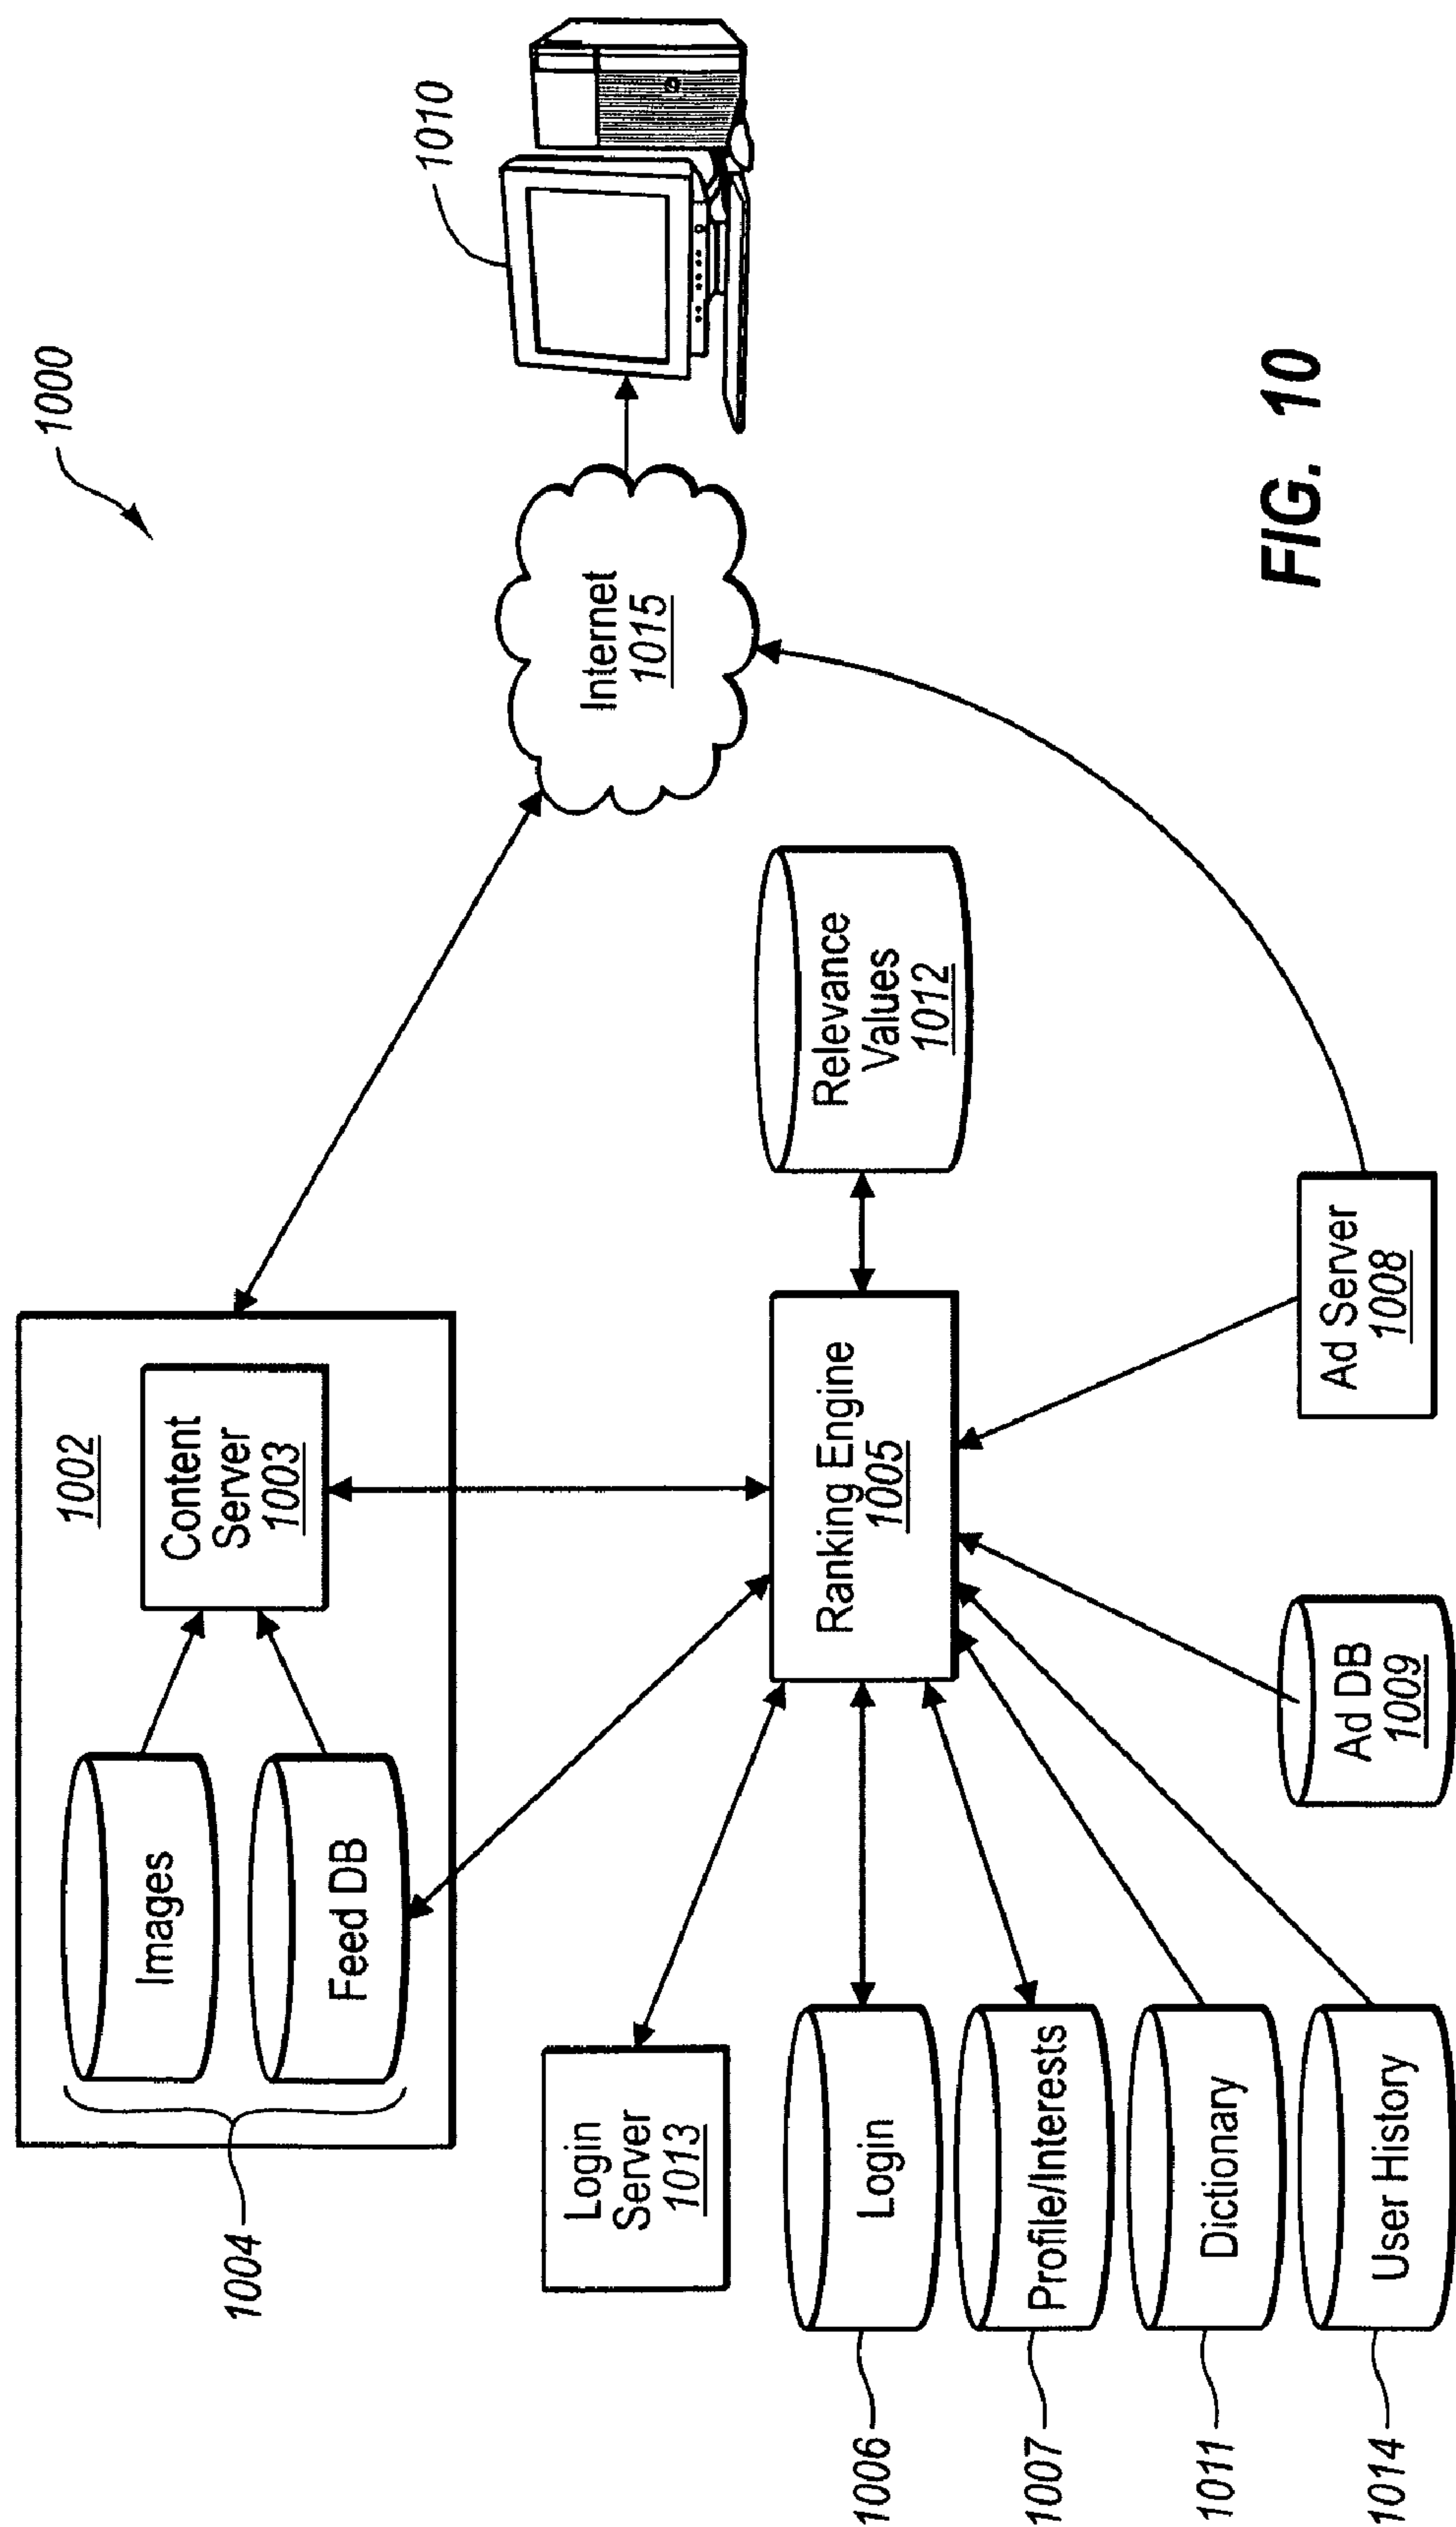 1000
1002
Images
Feed DB
1004
Content
Server
1003
Internet
1015
1010
Login
Server
1013
Ranking Engine
1005
Relevance
Values
1012
1006
Login
1007
Profile/Interests
1011
Dictionary
1014
User History
Ad DB
1009
Ad Server
1008
FIG. 10